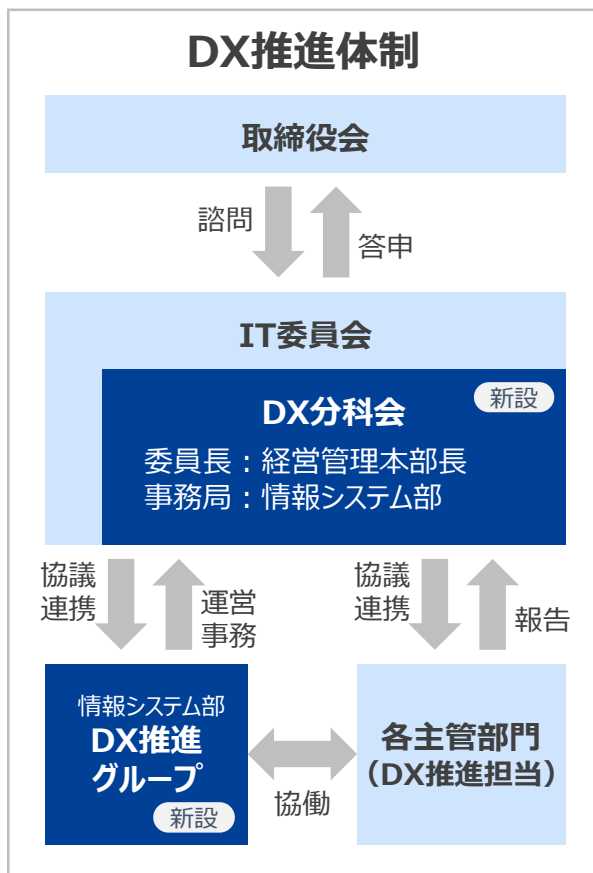 DX推進体制
取締役会
諮問
答申
IT委員会
DX分科会
新設
委員長：経営管理本部長
事務局：情報システム部
協議
連携
運営
事務
協議
連携
報告
情報システム部
DX推進
グループ
新設
協働
各主管部門
（DX推進担当）